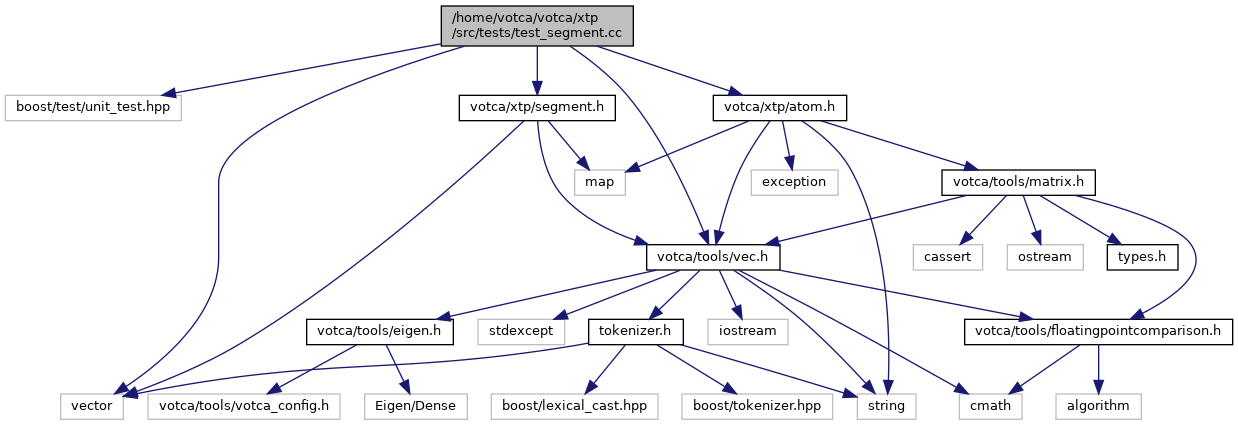 /home/votca/votca/xtp
/src/tests/test_segment.cc
boost/test/unit_test.hpp
votca/xtp/segment.h
votca/xtp/atom.h
map
exception
votca/tools/matrix.h
votca/tools/vec.h
cassert
ostream
types.h
votca/tools/eigen.h
stdexcept
tokenizer.h
iostream
votca/tools/floatingpointcomparison.h
vector
votca/tools/votca_config.h
Eigen/Dense
boost/lexical_cast.hpp
boost/tokenizer.hpp
string
cmath
algorithm